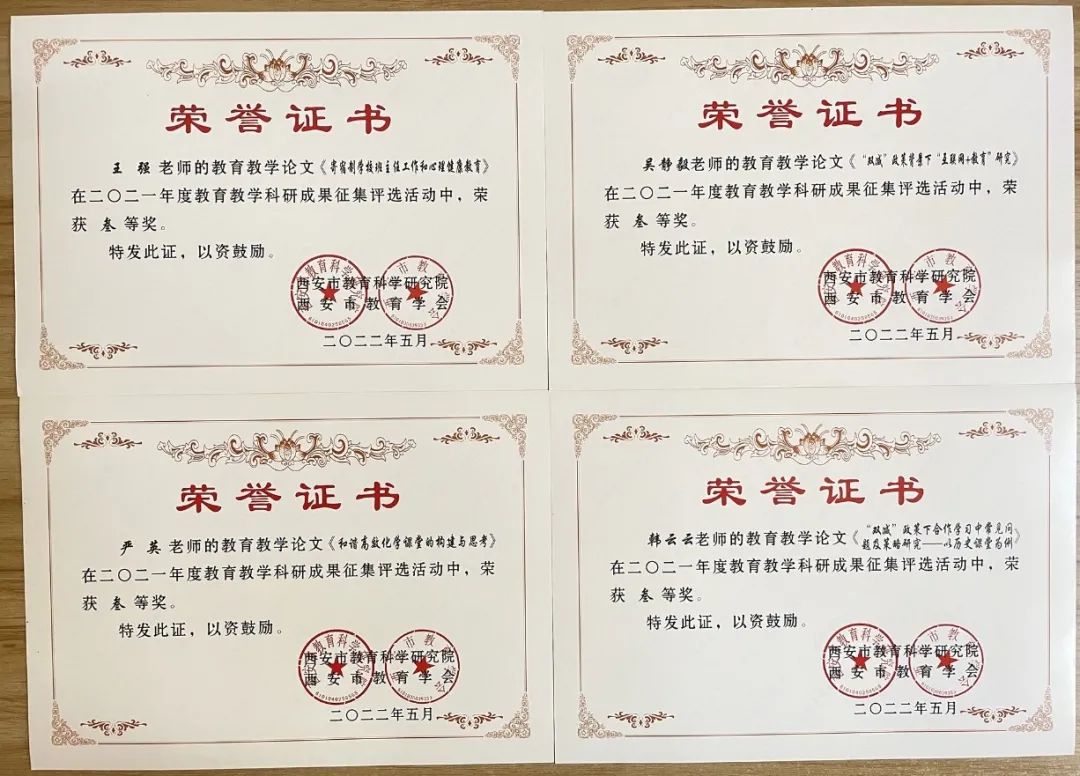 荣誉证书
王 强 老师的教育教学论文《寄宿制学校班主任工作和心理健康教育》
在二〇二一年度教育教学科研成果征集评选活动中，荣
获 叁 等奖。
特发此证，以资鼓励。
西安市教育科学研究院
西安市教育学会
二〇二二年五月
荣誉证书
吴静毅老师的教育教学论文《“双减”政策背景下“互联网+教育”研究》
在二〇二一年度教育教学科研成果征集评选活动中，荣
获 叁 等奖。
特发此证，以资鼓励。
西安市教育科学研究院
西安市教育学会
二〇二二年五月
荣誉证书
严 英 老师的教育教学论文《和谐高效化学课堂的构建与思考》
在二〇二一年度教育教学科研成果征集评选活动中，荣
获 叁 等奖。
特发此证，以资鼓励。
西安市教育科学研究院
西安市教育学会
二〇二二年五月
荣誉证书
韩云云老师的教育教学论文《“双减”政策下合作学习中常见问
题及策略研究——以历史课堂为例》
在二〇二一年度教育教学科研成果征集评选活动中，荣
获 叁 等奖。
特发此证，以资鼓励。
西安市教育科学研究院
西安市教育学会
二〇二二年五月